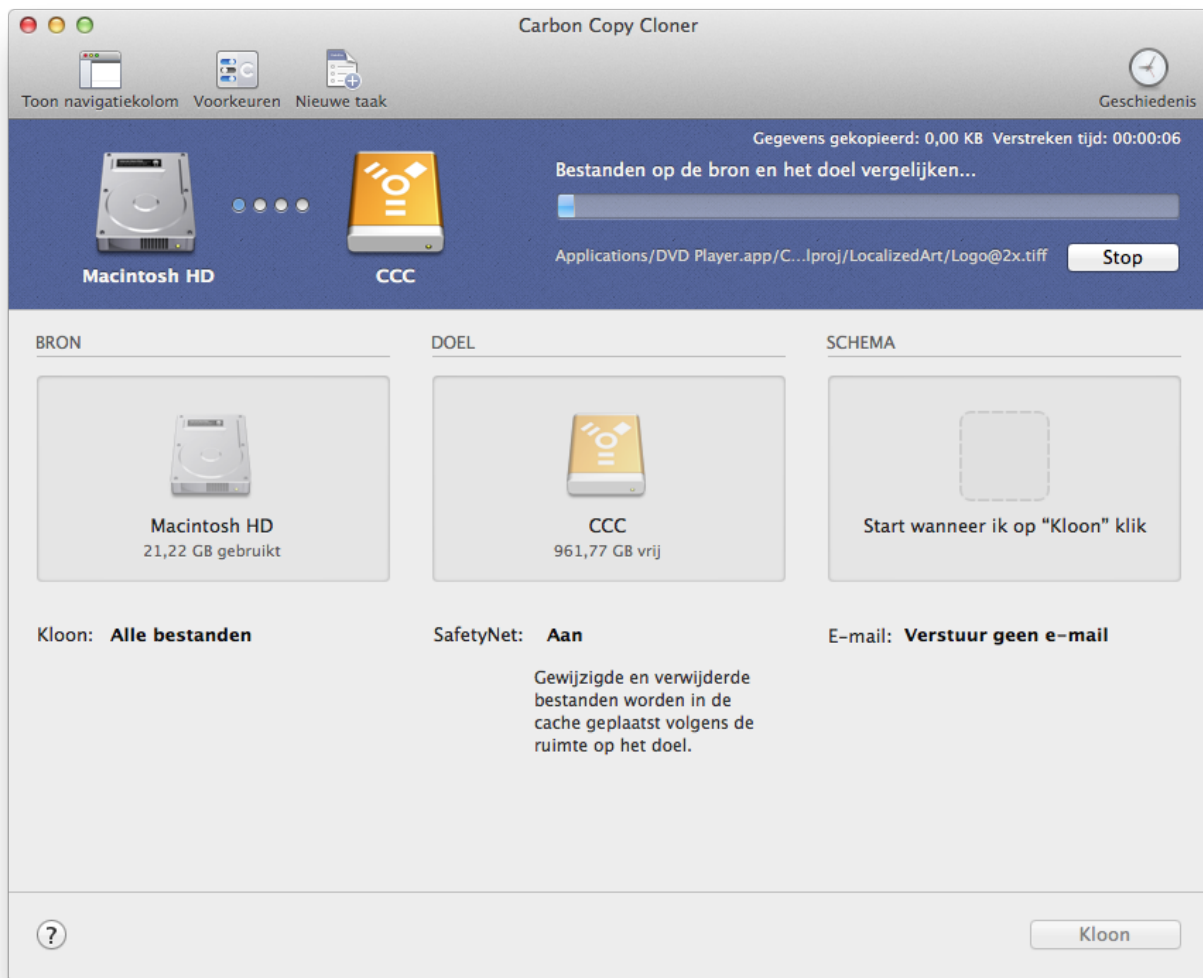 Carbon Copy Cloner
Toon navigatiekolom Voorkeuren Nieuwe taak Geschiedenis
Gegevens gekopieerd: 0,00 KB Verstreken tijd: 00:00:06
Bestanden op de bron en het doel vergelijken...
Applications/DVD Player.app/C...lproj/LocalizedArt/Logo@2x.tiff
Stop
Macintosh HD
CCC
BRON
Macintosh HD
21,22 GB gebruikt
Kloon: Alle bestanden
DOEL
CCC
961,77 GB vrij
SafetyNet: Aan
Gewijzigde en verwijderde
bestanden worden in de
cache geplaatst volgens de
ruimte op het doel.
SCHEMA
Start wanneer ik op “Kloon” klik
E-mail: Verstuur geen e-mail
?
Kloon